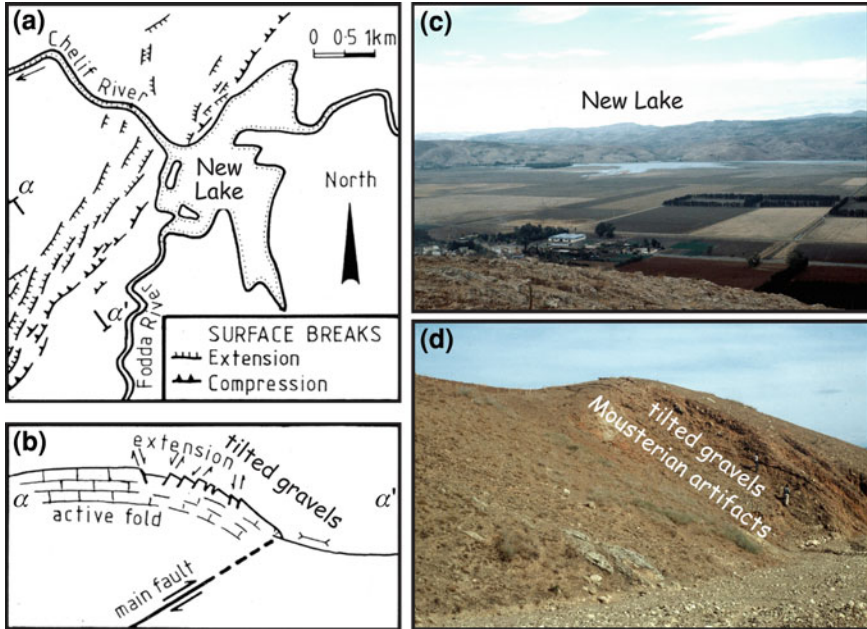 (a)
Chelif
River
0 0·5 1km
New
Lake
North
α
α'
Fodda River
SURFACE BREAKS
Extension
Compression
(b)
extension
tilted gravels
α
α'
active fold
main fault
(c)
New Lake
(d)
tilted gravels
Mousterian artifacts